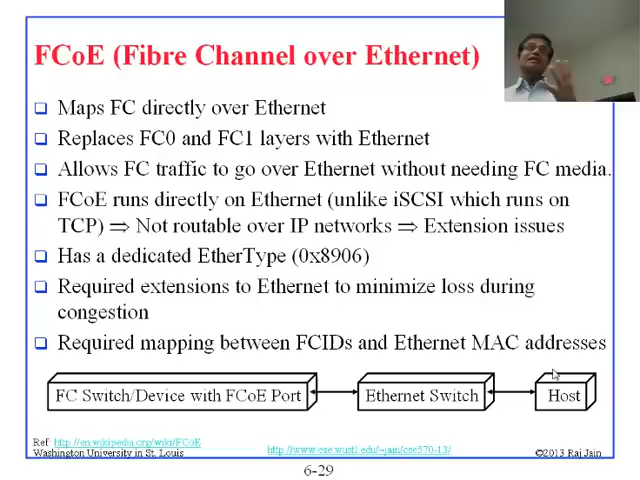 FCoE (Fibre Channel over Ethernet)
Maps FC directly over Ethernet
Replaces FC0 and FC1 layers with Ethernet
Allows FC traffic to go over Ethernet without needing FC media.
FCoE runs directly on Ethernet (unlike iSCSI which runs on
TCP) ⇒ Not routable over IP networks ⇒ Extension issues
Has a dedicated EtherType (0x8906)
Required extensions to Ethernet to minimize loss during
congestion
Required mapping between FCIDs and Ethernet MAC addresses
FC Switch/Device with FCoE Port
Ethernet Switch
Host
Ref: http://en.wikipedia.org/wiki/FCoE
Washington University in St. Louis
http://www.cse.wustl.edu/~jain/cse570-13/
©2013 Raj Jain
6-29